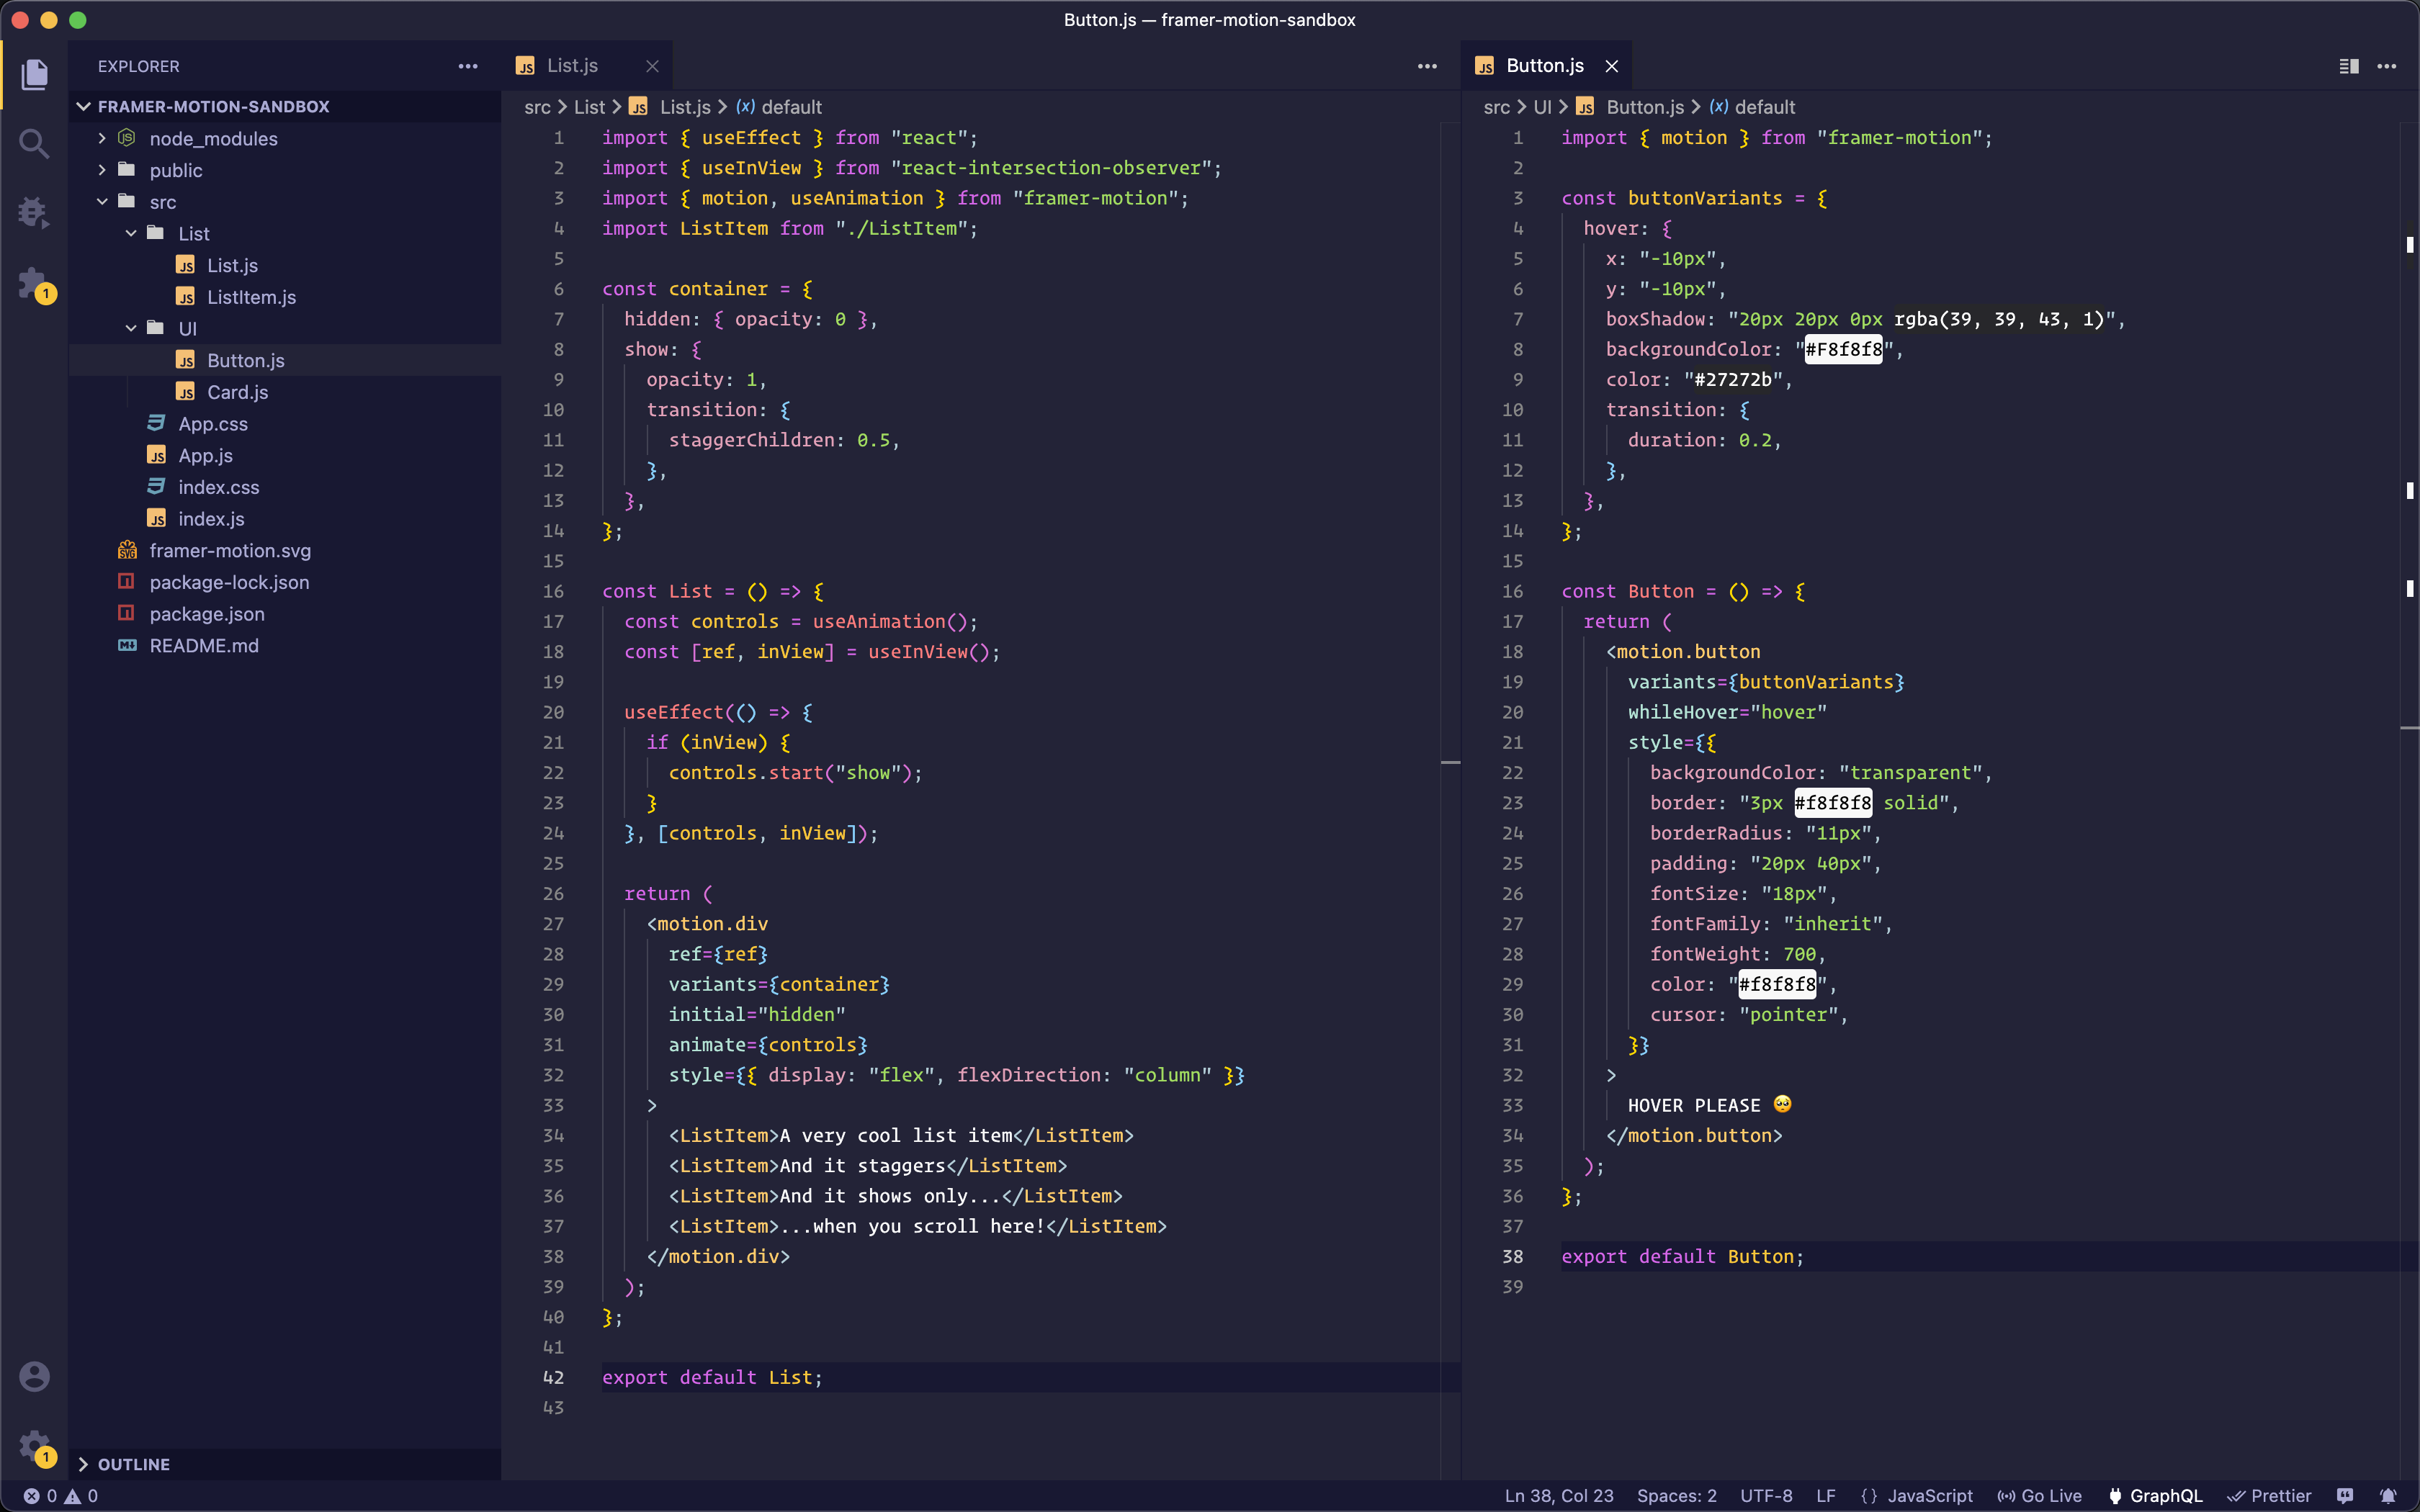 Button.js — framer-motion-sandbox
EXPLORER
FRAMER-MOTION-SANDBOX
node_modules
public
src
List
List.js
ListItem.js
UI
Button.js
Card.js
App.css
App.js
index.css
index.js
framer-motion.svg
package-lock.json
package.json
README.md
OUTLINE
1
1
JS List.js
src > List > JS List.js > (x) default
1 import { useEffect } from "react";
2 import { useInView } from "react-intersection-observer";
3 import { motion, useAnimation } from "framer-motion";
4 import ListItem from "./ListItem";
5
6 const container = {
7 hidden: { opacity: 0 },
8 show: {
9 opacity: 1,
10 transition: {
11 staggerChildren: 0.5,
12 },
13 },
14 };
15
16 const List = () => {
17 const controls = useAnimation();
18 const [ref, inView] = useInView();
19
20 useEffect(() => {
21 if (inView) {
22 controls.start("show");
23 }
24 }, [controls, inView]);
25
26 return (
27 <motion.div
28 ref={ref}
29 variants={container}
30 initial="hidden"
31 animate={controls}
32 style={{ display: "flex", flexDirection: "column" }}
33 >
34 <ListItem>A very cool list item</ListItem>
35 <ListItem>And it staggers</ListItem>
36 <ListItem>And it shows only...</ListItem>
37 <ListItem>...when you scroll here!</ListItem>
38 </motion.div>
39 );
40 };
41
42 export default List;
43
JS Button.js
src > UI > JS Button.js > (x) default
1 import { motion } from "framer-motion";
2
3 const buttonVariants = {
4 hover: {
5 x: "-10px",
6 y: "-10px",
7 boxShadow: "20px 20px 0px rgba(39, 39, 43, 1)",
8 backgroundColor: "#F8f8f8",
9 color: "#27272b",
10 transition: {
11 duration: 0.2,
12 },
13 },
14 };
15
16 const Button = () => {
17 return (
18 <motion.button
19 variants={buttonVariants}
20 whileHover="hover"
21 style={{
22 backgroundColor: "transparent",
23 border: "3px #f8f8f8 solid",
24 borderRadius: "11px",
25 padding: "20px 40px",
26 fontSize: "18px",
27 fontFamily: "inherit",
28 fontWeight: 700,
29 color: "#f8f8f8",
30 cursor: "pointer",
31 }}
32 >
33 HOVER PLEASE 🥺
34 </motion.button>
35 );
36 };
37
38 export default Button;
39
0 0
Ln 38, Col 23 Spaces: 2 UTF-8 LF {} JavaScript Go Live GraphQL Prettier